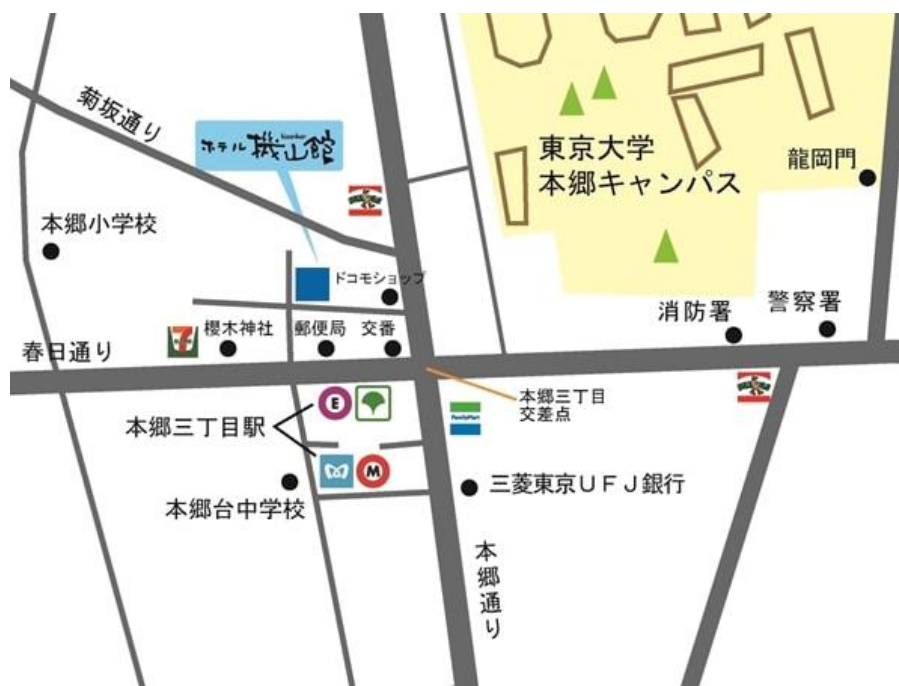 菊坂通り
Kizankan
ホテル 機山館
東京大学
本郷キャンパス
龍岡門
本郷小学校
ドコモショップ
消防署
警察署
7
櫻木神社
郵便局
交番
春日通り
本郷三丁目
交差点
E
FamilyMart
本郷三丁目駅
M
本郷台中学校
三菱東京UFJ銀行
本郷通り